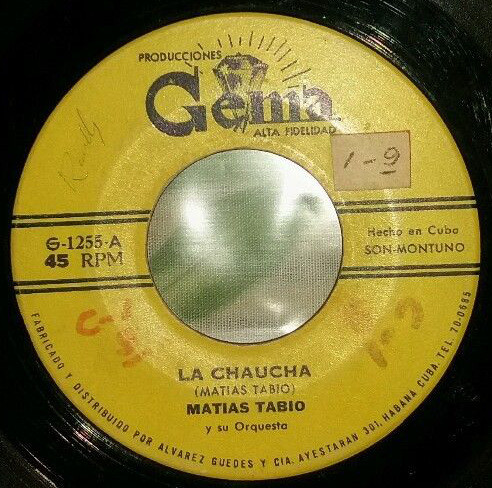 PRODUCCIONES
Gema
ALTA FIDELIDAD
1-9
G-1255-A
45 RPM
Hecho en Cuba
SON-MONTUNO
LA CHAUCHA
(MATIAS TABIO)
MATIAS TABIO
y su Orquesta
FABRICADO Y DISTRIBUIDO POR ALVAREZ GUEDES Y CIA. AYESTARAN 301, HABANA CUBA. TEL. 70-0685